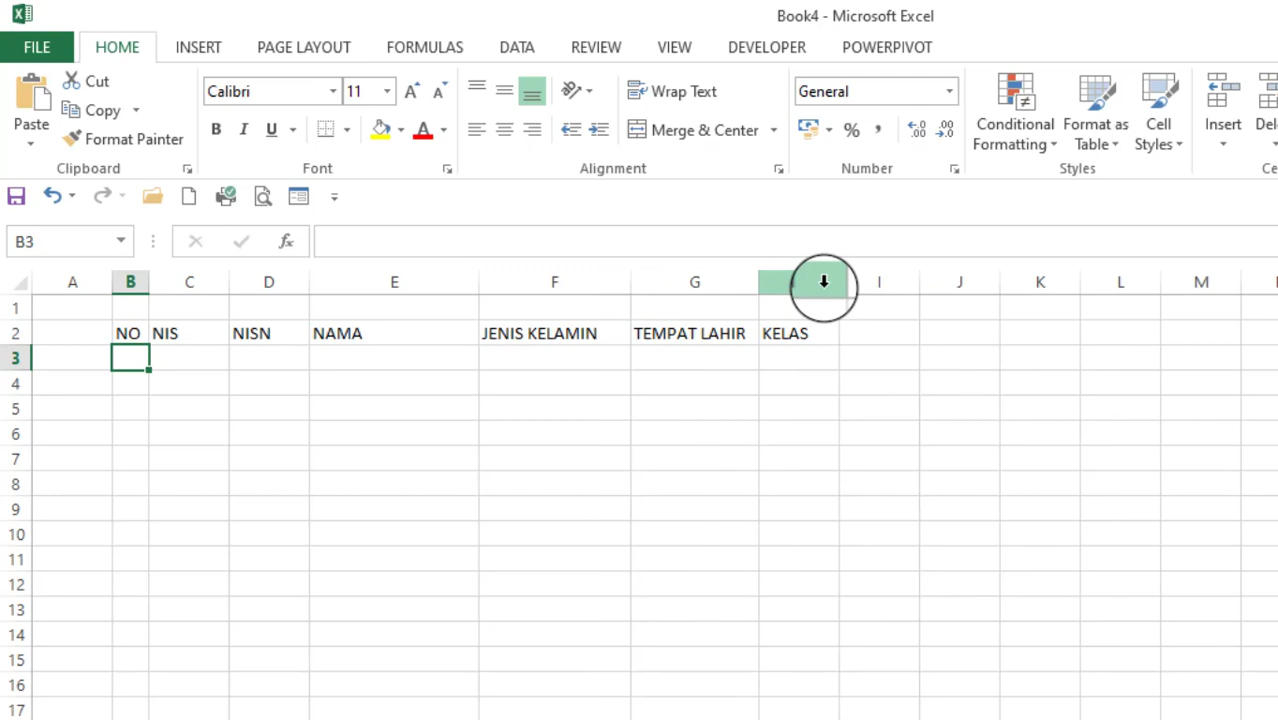 Book4 - Microsoft Excel
FILE HOME INSERT PAGE LAYOUT FORMULAS DATA REVIEW VIEW DEVELOPER POWERPIVOT
Paste
Cut
Copy
Format Painter
Clipboard
Calibri 11
B I U
Font
Wrap Text
Merge & Center
Alignment
General
Number
Conditional Formatting
Format as Table
Cell Styles
Styles
Insert
B3
A B C D E F G I J K L M
1
2 NO NIS NISN NAMA JENIS KELAMIN TEMPAT LAHIR KELAS
3
4
5
6
7
8
9
10
11
12
13
14
15
16
17